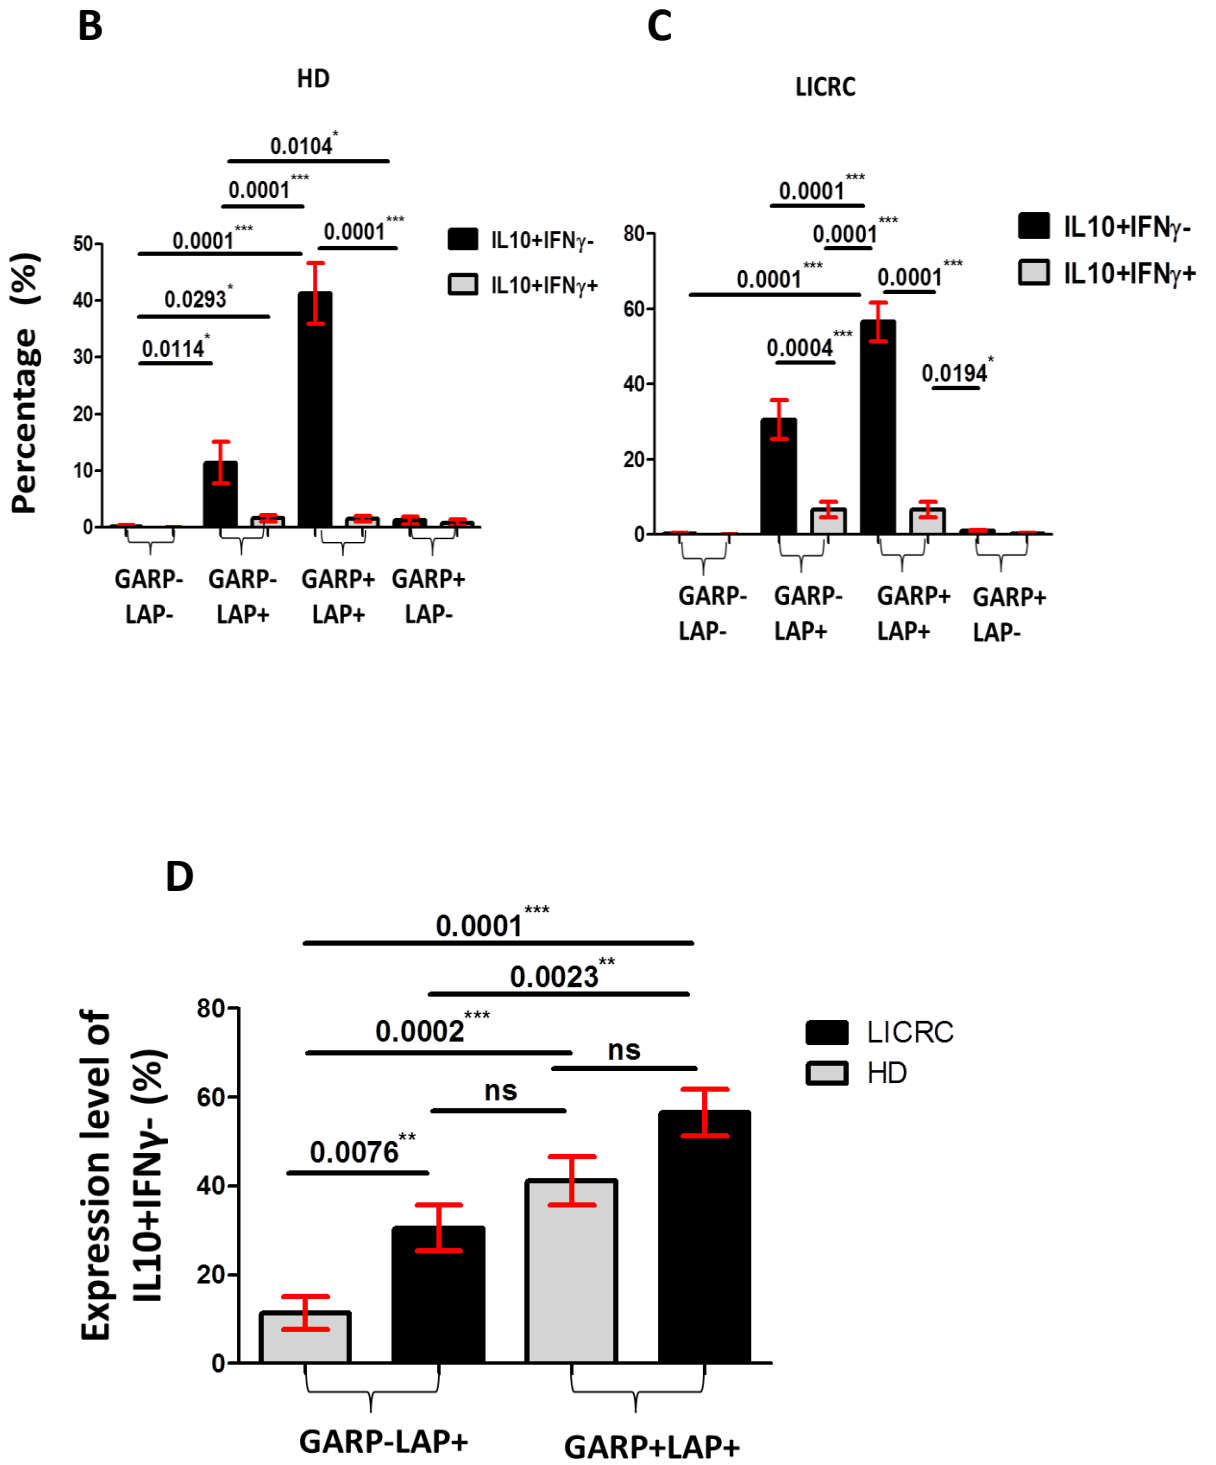 B
HD
0.0104*
0.0001***
0.0001***
0.0001***
0.0293*
0.0114*
Percentage (%)
50
40
30
20
10
0
IL10+IFNγ-
IL10+IFNγ+
GARP- GARP- GARP+ GARP+
LAP- LAP+ LAP+ LAP-
C
LICRC
0.0001***
0.0001***
0.0001***
0.0001***
0.0004***
0.0194*
80
60
40
20
0
IL10+IFNγ-
IL10+IFNγ+
GARP- GARP- GARP+ GARP+
LAP- LAP+ LAP+ LAP-
D
0.0001***
0.0023**
0.0002***
ns
ns
0.0076**
Expression level of
IL10+IFNγ- (%)
80
60
40
20
0
LICRC
HD
GARP-LAP+ GARP+LAP+